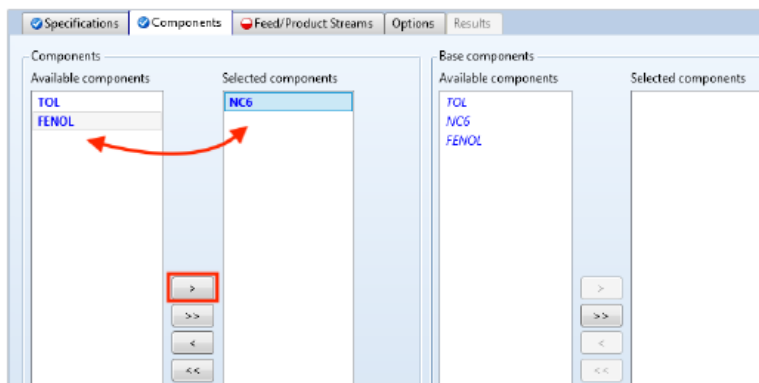 Specifications Components Feed/Product Streams Options Results
Components
Available components Selected components
TOL
FENOL
NC6
>
>>
<
<<
Base components
Available components Selected components
TOL
NC6
FENOL
>
>>
<
<<